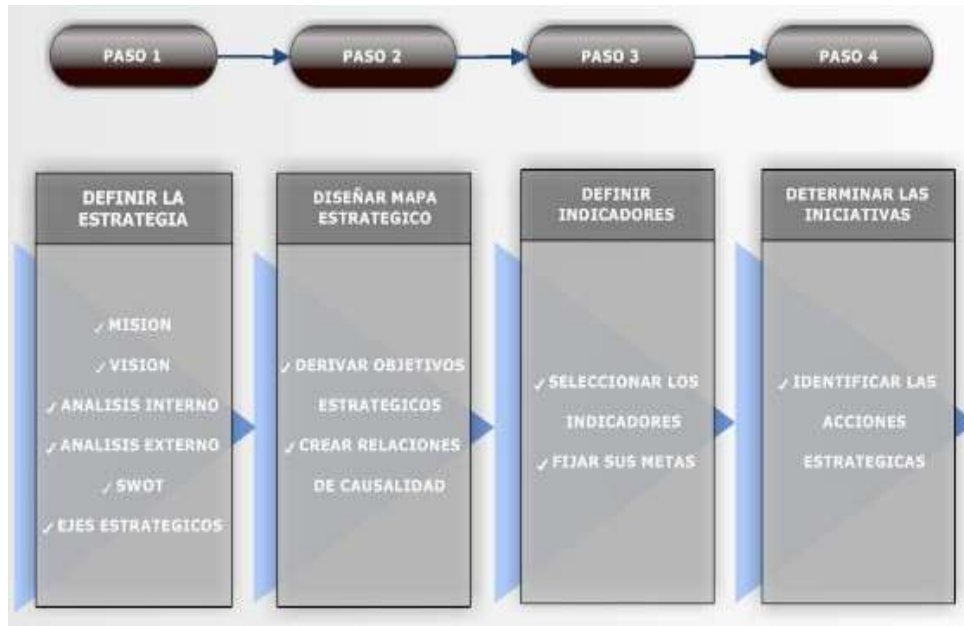 PASO 1
PASO 2
PASO 3
PASO 4
DEFINIR LA
ESTRATEGIA
✓ MISION
✓ VISION
✓ ANALISIS INTERNO
✓ ANALISIS EXTERNO
✓ SWOT
✓ EJES ESTRATEGICOS
DISEÑAR MAPA
ESTRATEGICO
✓ DERIVAR OBJETIVOS
ESTRATEGICOS
✓ CREAR RELACIONES
DE CAUSALIDAD
DEFINIR
INDICADORES
✓ SELECCIONAR LOS
INDICADORES
✓ FIJAR SUS METAS
DETERMINAR LAS
INICIATIVAS
✓ IDENTIFICAR LAS
ACCIONES
ESTRATEGICAS